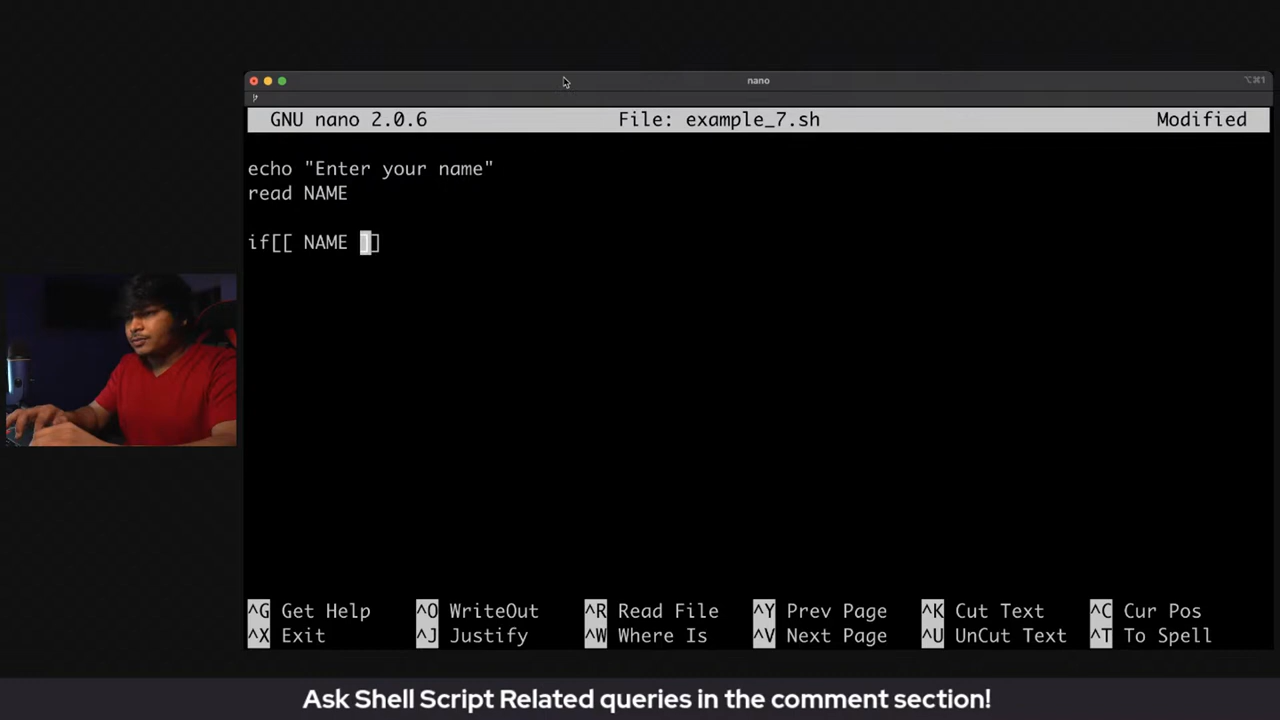 nano
⌥⌘1
GNU nano 2.0.6 File: example_7.sh Modified
echo "Enter your name"
read NAME
if[[ NAME ]]
^G Get Help ^O WriteOut ^R Read File ^Y Prev Page ^K Cut Text ^C Cur Pos
^X Exit ^J Justify ^W Where Is ^V Next Page ^U UnCut Text ^T To Spell
Ask Shell Script Related queries in the comment section!